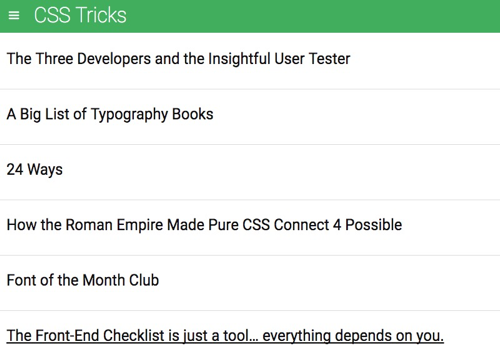 CSS Tricks
The Three Developers and the Insightful User Tester
A Big List of Typography Books
24 Ways
How the Roman Empire Made Pure CSS Connect 4 Possible
Font of the Month Club
The Front-End Checklist is just a tool… everything depends on you.